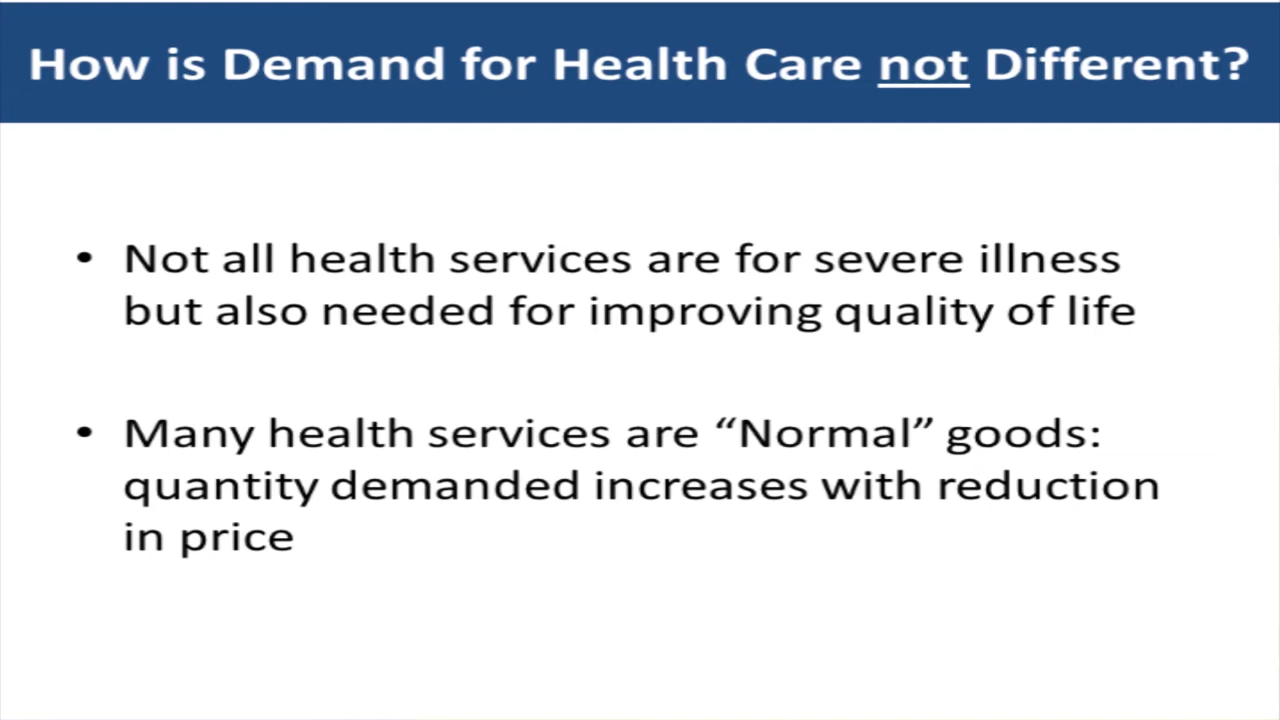 How is Demand for Health Care not Different?
• Not all health services are for severe illness
but also needed for improving quality of life
• Many health services are “Normal” goods:
quantity demanded increases with reduction
in price